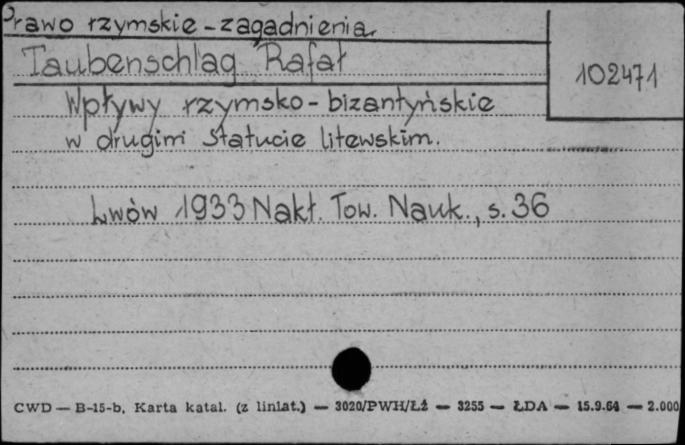 Prawo rzymskie - zagadnienia
Taubenschlag Rafał
102471
Wpływy rzymsko - bizantyńskie
w drugim Statucie litewskim.
Lwów 1933 Nakł. Tow. Nauk., s. 36
CWD — B-15-b, Karta katal. (z liniat.) — 3020/PWH/ŁŻ — 3255 — ŁDA — 15.9.64 — 2.000